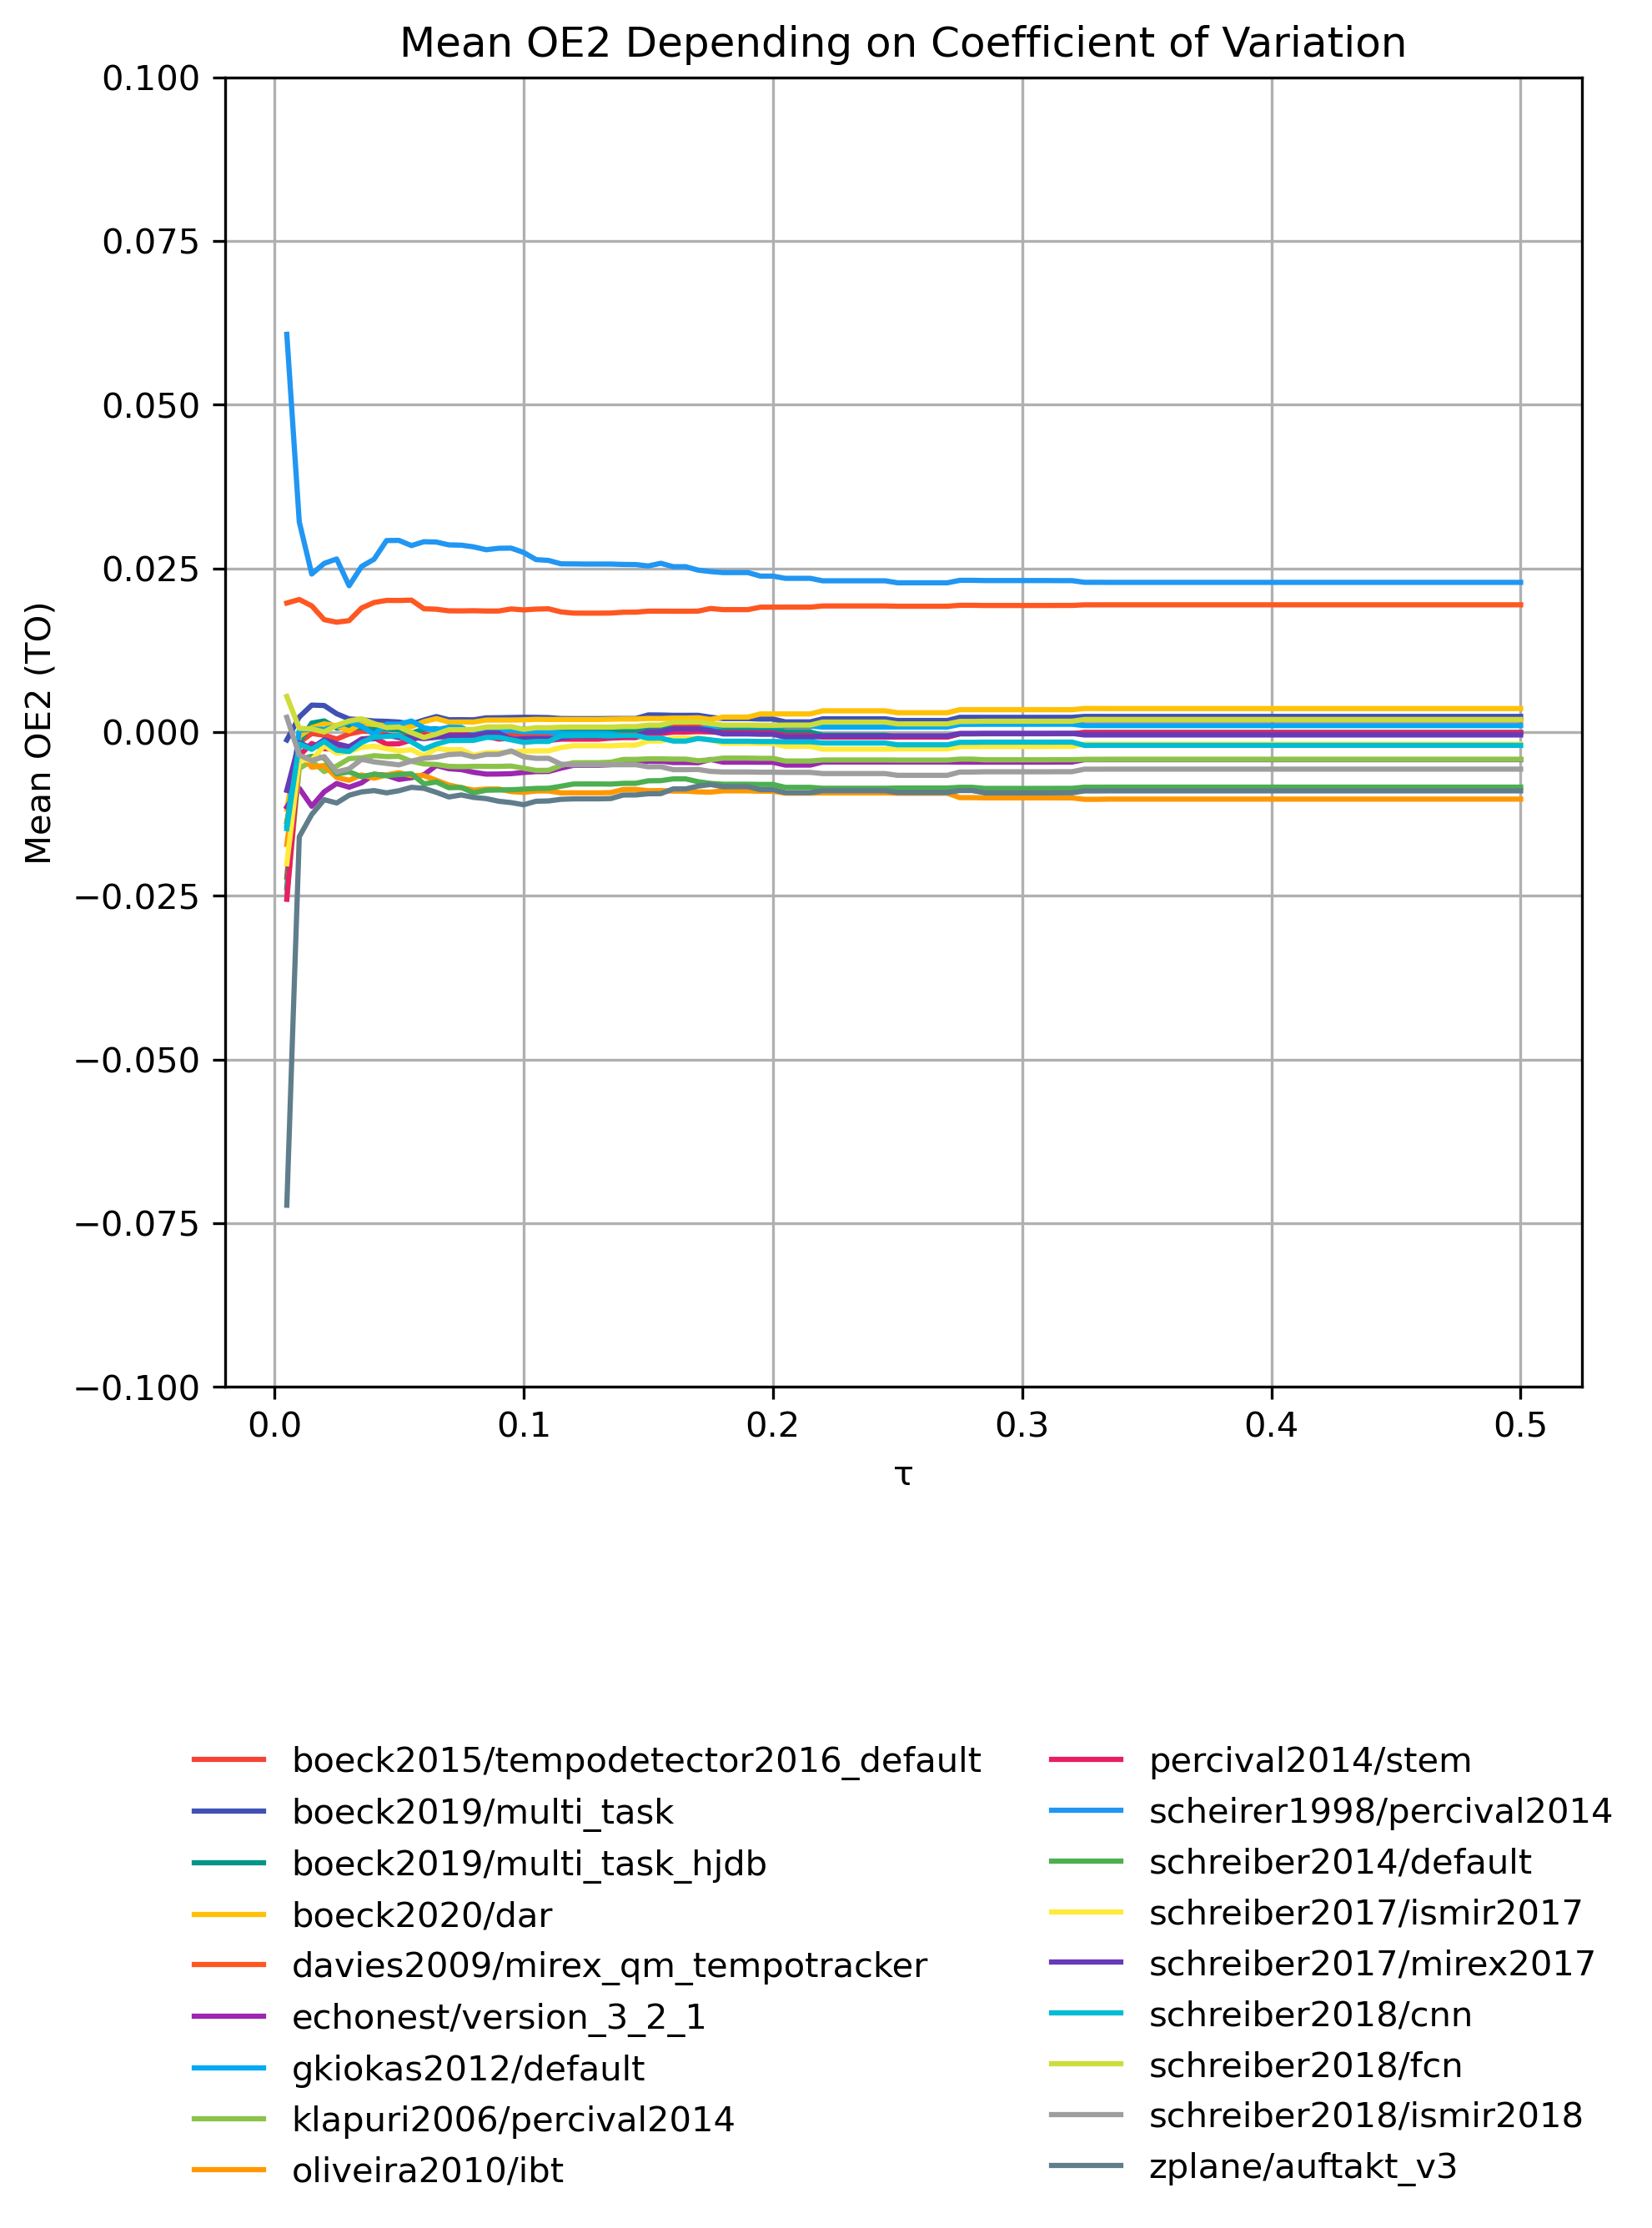 Mean OE2 Depending on Coefficient of Variation
0.100
0.075
0.050
0.025
0.000
−0.025
−0.050
−0.075
−0.100
Mean OE2 (TO)
0.0 0.1 0.2 0.3 0.4 0.5
τ
boeck2015/tempodetector2016_default
boeck2019/multi_task
boeck2019/multi_task_hjdb
boeck2020/dar
davies2009/mirex_qm_tempotracker
echonest/version_3_2_1
gkiokas2012/default
klapuri2006/percival2014
oliveira2010/ibt
percival2014/stem
scheirer1998/percival2014
schreiber2014/default
schreiber2017/ismir2017
schreiber2017/mirex2017
schreiber2018/cnn
schreiber2018/fcn
schreiber2018/ismir2018
zplane/auftakt_v3